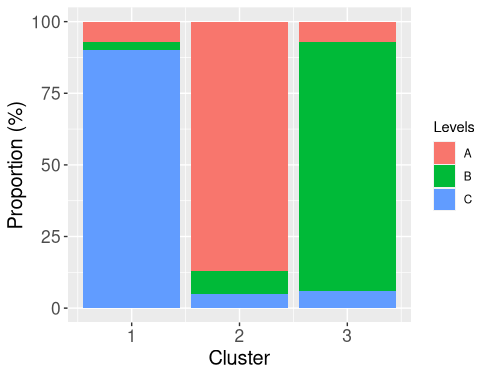 Proportion (%)
100
75
50
25
0
1 2 3
Cluster
Levels
A
B
C